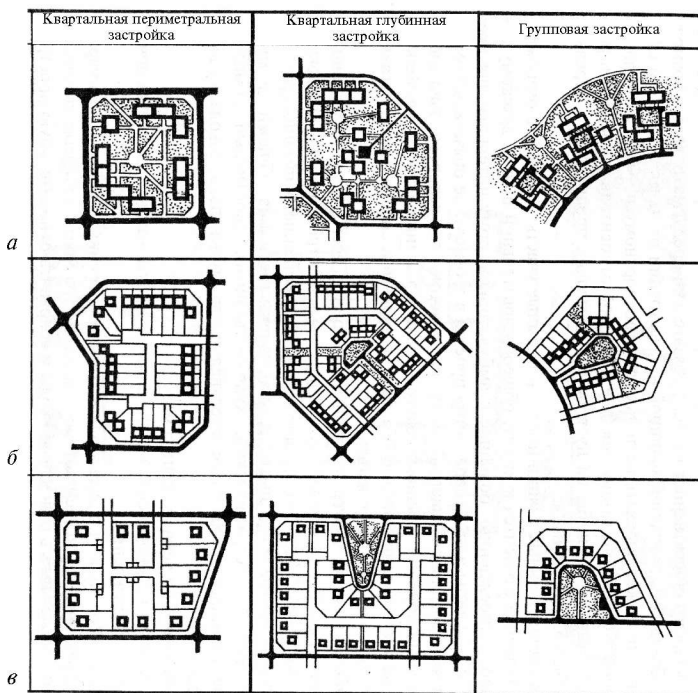 Квартальная периметральная
застройка
Квартальная глубинная
застройка
Групповая застройка
а
б
в